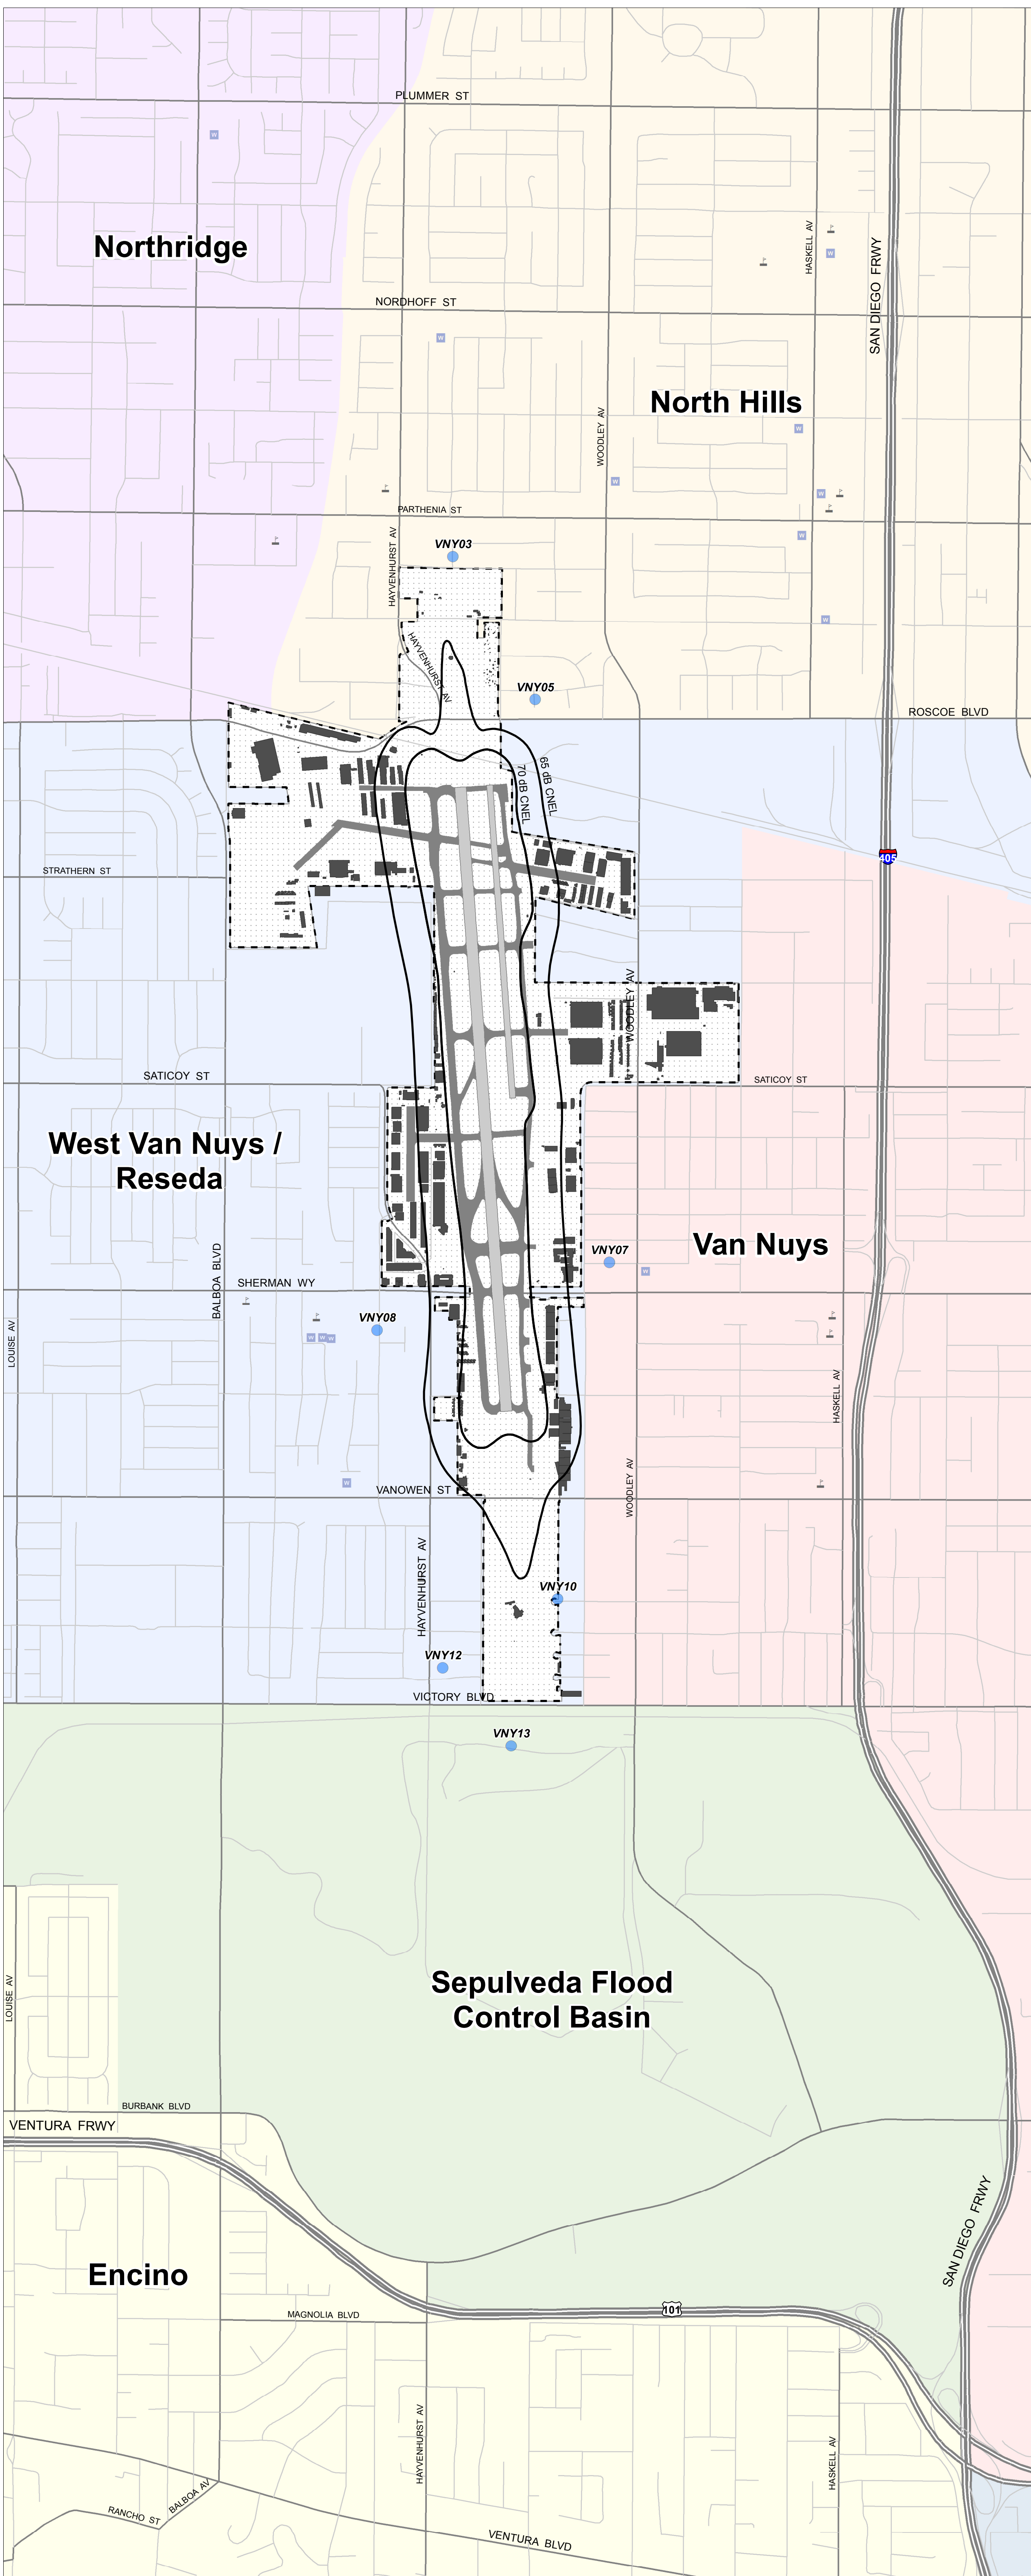 PLUMMER ST
W
Northridge
HASKELL AV
SAN DIEGO FRWY
W
NORDHOFF ST
W
North Hills
WOODLEY AV
W
W
W
PARTHENIA ST
W
HAYVENHURST AV
VNY03
W
HAYVENHURST AV
VNY05
ROSCOE BLVD
70 dB CNEL
65 dB CNEL
405
STRATHERN ST
WOODLEY AV
SATICOY ST
SATICOY ST
West Van Nuys /
Reseda
Van Nuys
VNY07
W
BALBOA BLVD
SHERMAN WY
LOUISE AV
VNY08
W W W
HASKELL AV
W
VANOWEN ST
WOODLEY AV
HAYVENHURST AV
VNY10
VNY12
VICTORY BLVD
VNY13
Sepulveda Flood
Control Basin
LOUISE AV
BURBANK BLVD
VENTURA FRWY
SAN DIEGO FRWY
Encino
101
MAGNOLIA BLVD
HAYVENHURST AV
HASKELL AV
BALBOA AV
RANCHO ST
VENTURA BLVD